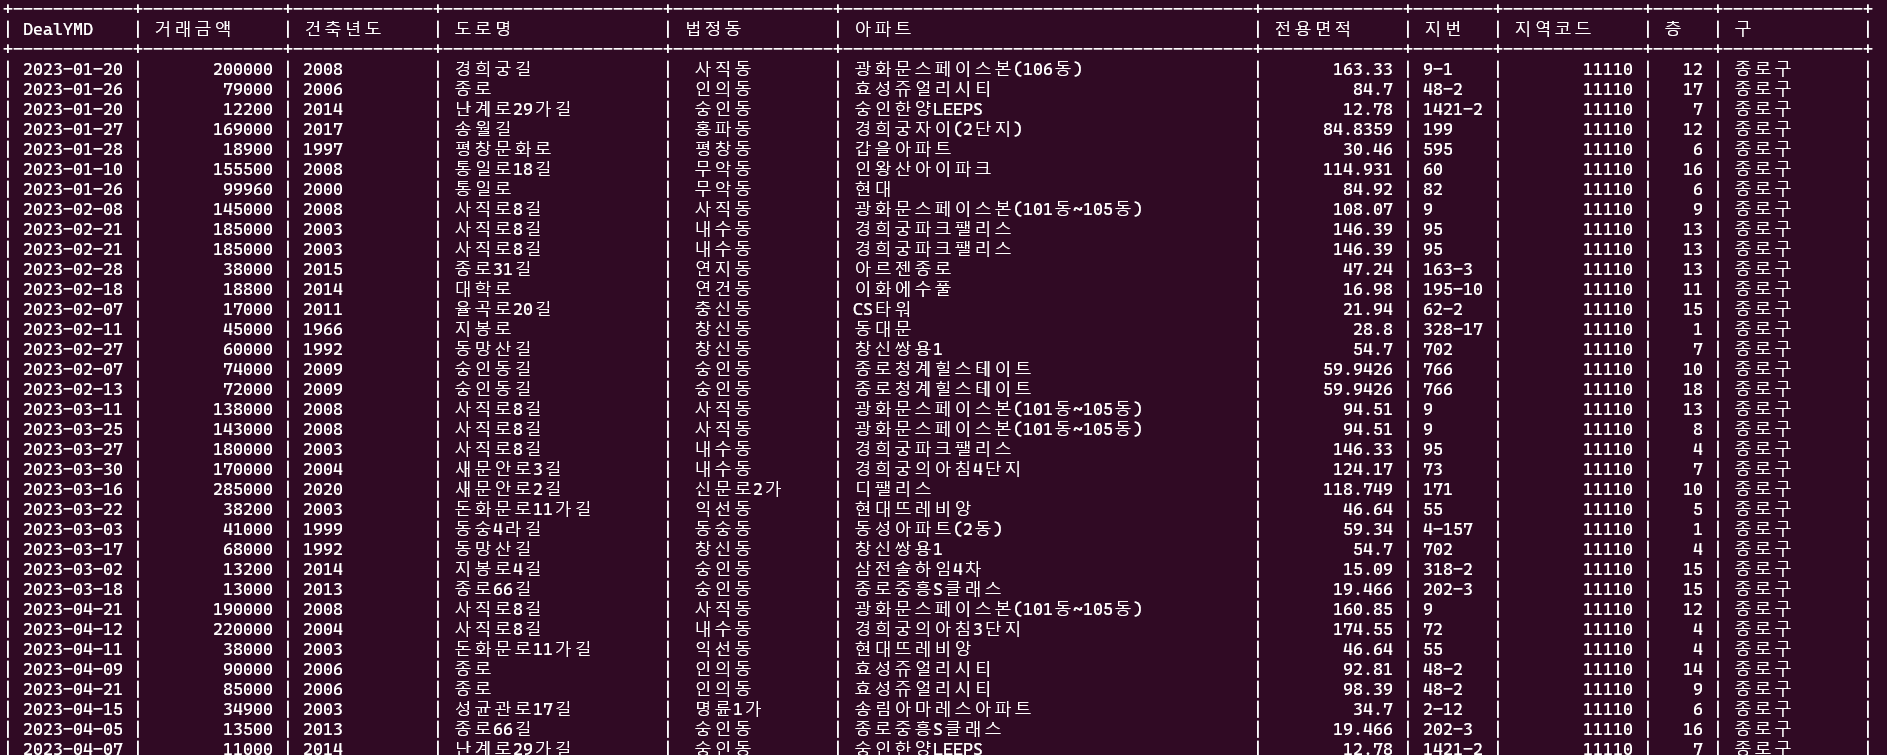 | DealYMD | 거래금액 | 건축년도 | 도로명 | 법정동 | 아파트 | 전용면적 | 지번 | 지역코드 | 층 | 구 |
| 2023-01-20 | 200000 | 2008 | 경희궁길 | 사직동 | 광화문스페이스본(106동) | 163.33 | 9-1 | 11110 | 12 | 종로구 |
| 2023-01-26 | 79000 | 2006 | 종로 | 인의동 | 효성쥬얼리시티 | 84.7 | 48-2 | 11110 | 17 | 종로구 |
| 2023-01-20 | 12200 | 2014 | 난계로29가길 | 숭인동 | 숭인한양LEEPS | 12.78 | 1421-2 | 11110 | 7 | 종로구 |
| 2023-01-27 | 169000 | 2017 | 송월길 | 홍파동 | 경희궁자이(2단지) | 84.8359 | 199 | 11110 | 12 | 종로구 |
| 2023-01-28 | 18900 | 1997 | 평창문화로 | 평창동 | 갑을아파트 | 30.46 | 595 | 11110 | 6 | 종로구 |
| 2023-01-10 | 155500 | 2008 | 통일로18길 | 무악동 | 인왕산아이파크 | 114.931 | 60 | 11110 | 16 | 종로구 |
| 2023-01-26 | 99960 | 2000 | 통일로 | 무악동 | 현대 | 84.92 | 82 | 11110 | 6 | 종로구 |
| 2023-02-08 | 145000 | 2008 | 사직로8길 | 사직동 | 광화문스페이스본(101동~105동) | 108.07 | 9 | 11110 | 9 | 종로구 |
| 2023-02-21 | 185000 | 2003 | 사직로8길 | 내수동 | 경희궁파크팰리스 | 146.39 | 95 | 11110 | 13 | 종로구 |
| 2023-02-21 | 185000 | 2003 | 사직로8길 | 내수동 | 경희궁파크팰리스 | 146.39 | 95 | 11110 | 13 | 종로구 |
| 2023-02-28 | 38000 | 2015 | 종로31길 | 연지동 | 아르젠종로 | 47.24 | 163-3 | 11110 | 13 | 종로구 |
| 2023-02-18 | 18800 | 2014 | 대학로 | 연건동 | 이화에수풀 | 16.98 | 195-10 | 11110 | 11 | 종로구 |
| 2023-02-07 | 17000 | 2011 | 율곡로20길 | 충신동 | CS타워 | 21.94 | 62-2 | 11110 | 15 | 종로구 |
| 2023-02-11 | 45000 | 1966 | 지봉로 | 창신동 | 동대문 | 28.8 | 328-17 | 11110 | 1 | 종로구 |
| 2023-02-27 | 60000 | 1992 | 동망산길 | 창신동 | 창신쌍용1 | 54.7 | 702 | 11110 | 7 | 종로구 |
| 2023-02-07 | 74000 | 2009 | 숭인동길 | 숭인동 | 종로청계힐스테이트 | 59.9426 | 766 | 11110 | 10 | 종로구 |
| 2023-02-13 | 72000 | 2009 | 숭인동길 | 숭인동 | 종로청계힐스테이트 | 59.9426 | 766 | 11110 | 18 | 종로구 |
| 2023-03-11 | 138000 | 2008 | 사직로8길 | 사직동 | 광화문스페이스본(101동~105동) | 94.51 | 9 | 11110 | 13 | 종로구 |
| 2023-03-25 | 143000 | 2008 | 사직로8길 | 사직동 | 광화문스페이스본(101동~105동) | 94.51 | 9 | 11110 | 8 | 종로구 |
| 2023-03-27 | 180000 | 2003 | 사직로8길 | 내수동 | 경희궁파크팰리스 | 146.33 | 95 | 11110 | 4 | 종로구 |
| 2023-03-30 | 170000 | 2004 | 새문안로3길 | 내수동 | 경희궁의아침4단지 | 124.17 | 73 | 11110 | 7 | 종로구 |
| 2023-03-16 | 285000 | 2020 | 새문안로2길 | 신문로2가 | 디팰리스 | 118.749 | 171 | 11110 | 10 | 종로구 |
| 2023-03-22 | 38200 | 2003 | 돈화문로11가길 | 익선동 | 현대뜨레비앙 | 46.64 | 55 | 11110 | 5 | 종로구 |
| 2023-03-03 | 41000 | 1999 | 동숭4라길 | 동숭동 | 동성아파트(2동) | 59.34 | 4-157 | 11110 | 1 | 종로구 |
| 2023-03-17 | 68000 | 1992 | 동망산길 | 창신동 | 창신쌍용1 | 54.7 | 702 | 11110 | 4 | 종로구 |
| 2023-03-02 | 13200 | 2014 | 지봉로4길 | 숭인동 | 삼전솔하임4차 | 15.09 | 318-2 | 11110 | 15 | 종로구 |
| 2023-03-18 | 13000 | 2013 | 종로66길 | 숭인동 | 종로중흥S클래스 | 19.466 | 202-3 | 11110 | 15 | 종로구 |
| 2023-04-21 | 190000 | 2008 | 사직로8길 | 사직동 | 광화문스페이스본(101동~105동) | 160.85 | 9 | 11110 | 12 | 종로구 |
| 2023-04-12 | 220000 | 2004 | 사직로8길 | 내수동 | 경희궁의아침3단지 | 174.55 | 72 | 11110 | 4 | 종로구 |
| 2023-04-11 | 38000 | 2003 | 돈화문로11가길 | 익선동 | 현대뜨레비앙 | 46.64 | 55 | 11110 | 4 | 종로구 |
| 2023-04-09 | 90000 | 2006 | 종로 | 인의동 | 효성쥬얼리시티 | 92.81 | 48-2 | 11110 | 14 | 종로구 |
| 2023-04-21 | 85000 | 2006 | 종로 | 인의동 | 효성쥬얼리시티 | 98.39 | 48-2 | 11110 | 9 | 종로구 |
| 2023-04-15 | 34900 | 2003 | 성균관로17길 | 명륜1가 | 송림아마레스아파트 | 34.7 | 2-12 | 11110 | 6 | 종로구 |
| 2023-04-05 | 13500 | 2013 | 종로66길 | 숭인동 | 종로중흥S클래스 | 19.466 | 202-3 | 11110 | 16 | 종로구 |
| 2023-04-07 | 11000 | 2014 | 난계로29가길 | 숭인동 | 숭인한양LEEPS | 12.78 | 1421-2 | 11110 | 7 | 종로구 |